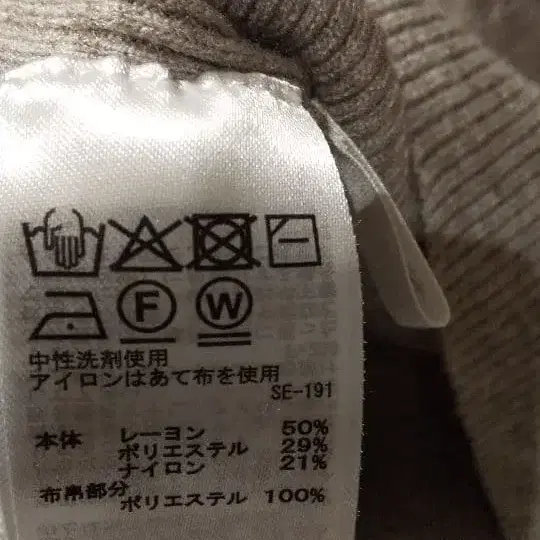 F W
中性洗剤使用
アイロンはあて布を使用
SE-191
本体 レーヨン 50%
ポリエステル 29%
ナイロン 21%
布帛部分 ポリエステル 100%